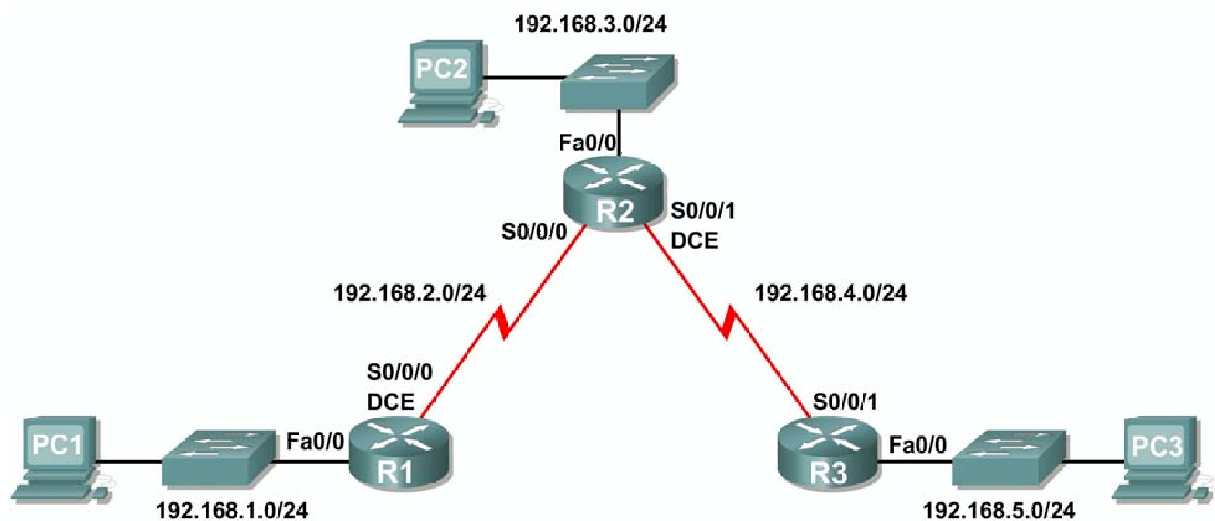 192.168.3.0/24
PC2
Fa0/0
R2
S0/0/1
DCE
S0/0/0
192.168.2.0/24
192.168.4.0/24
S0/0/0
DCE
S0/0/1
PC1
Fa0/0
R1
R3
Fa0/0
PC3
192.168.1.0/24
192.168.5.0/24